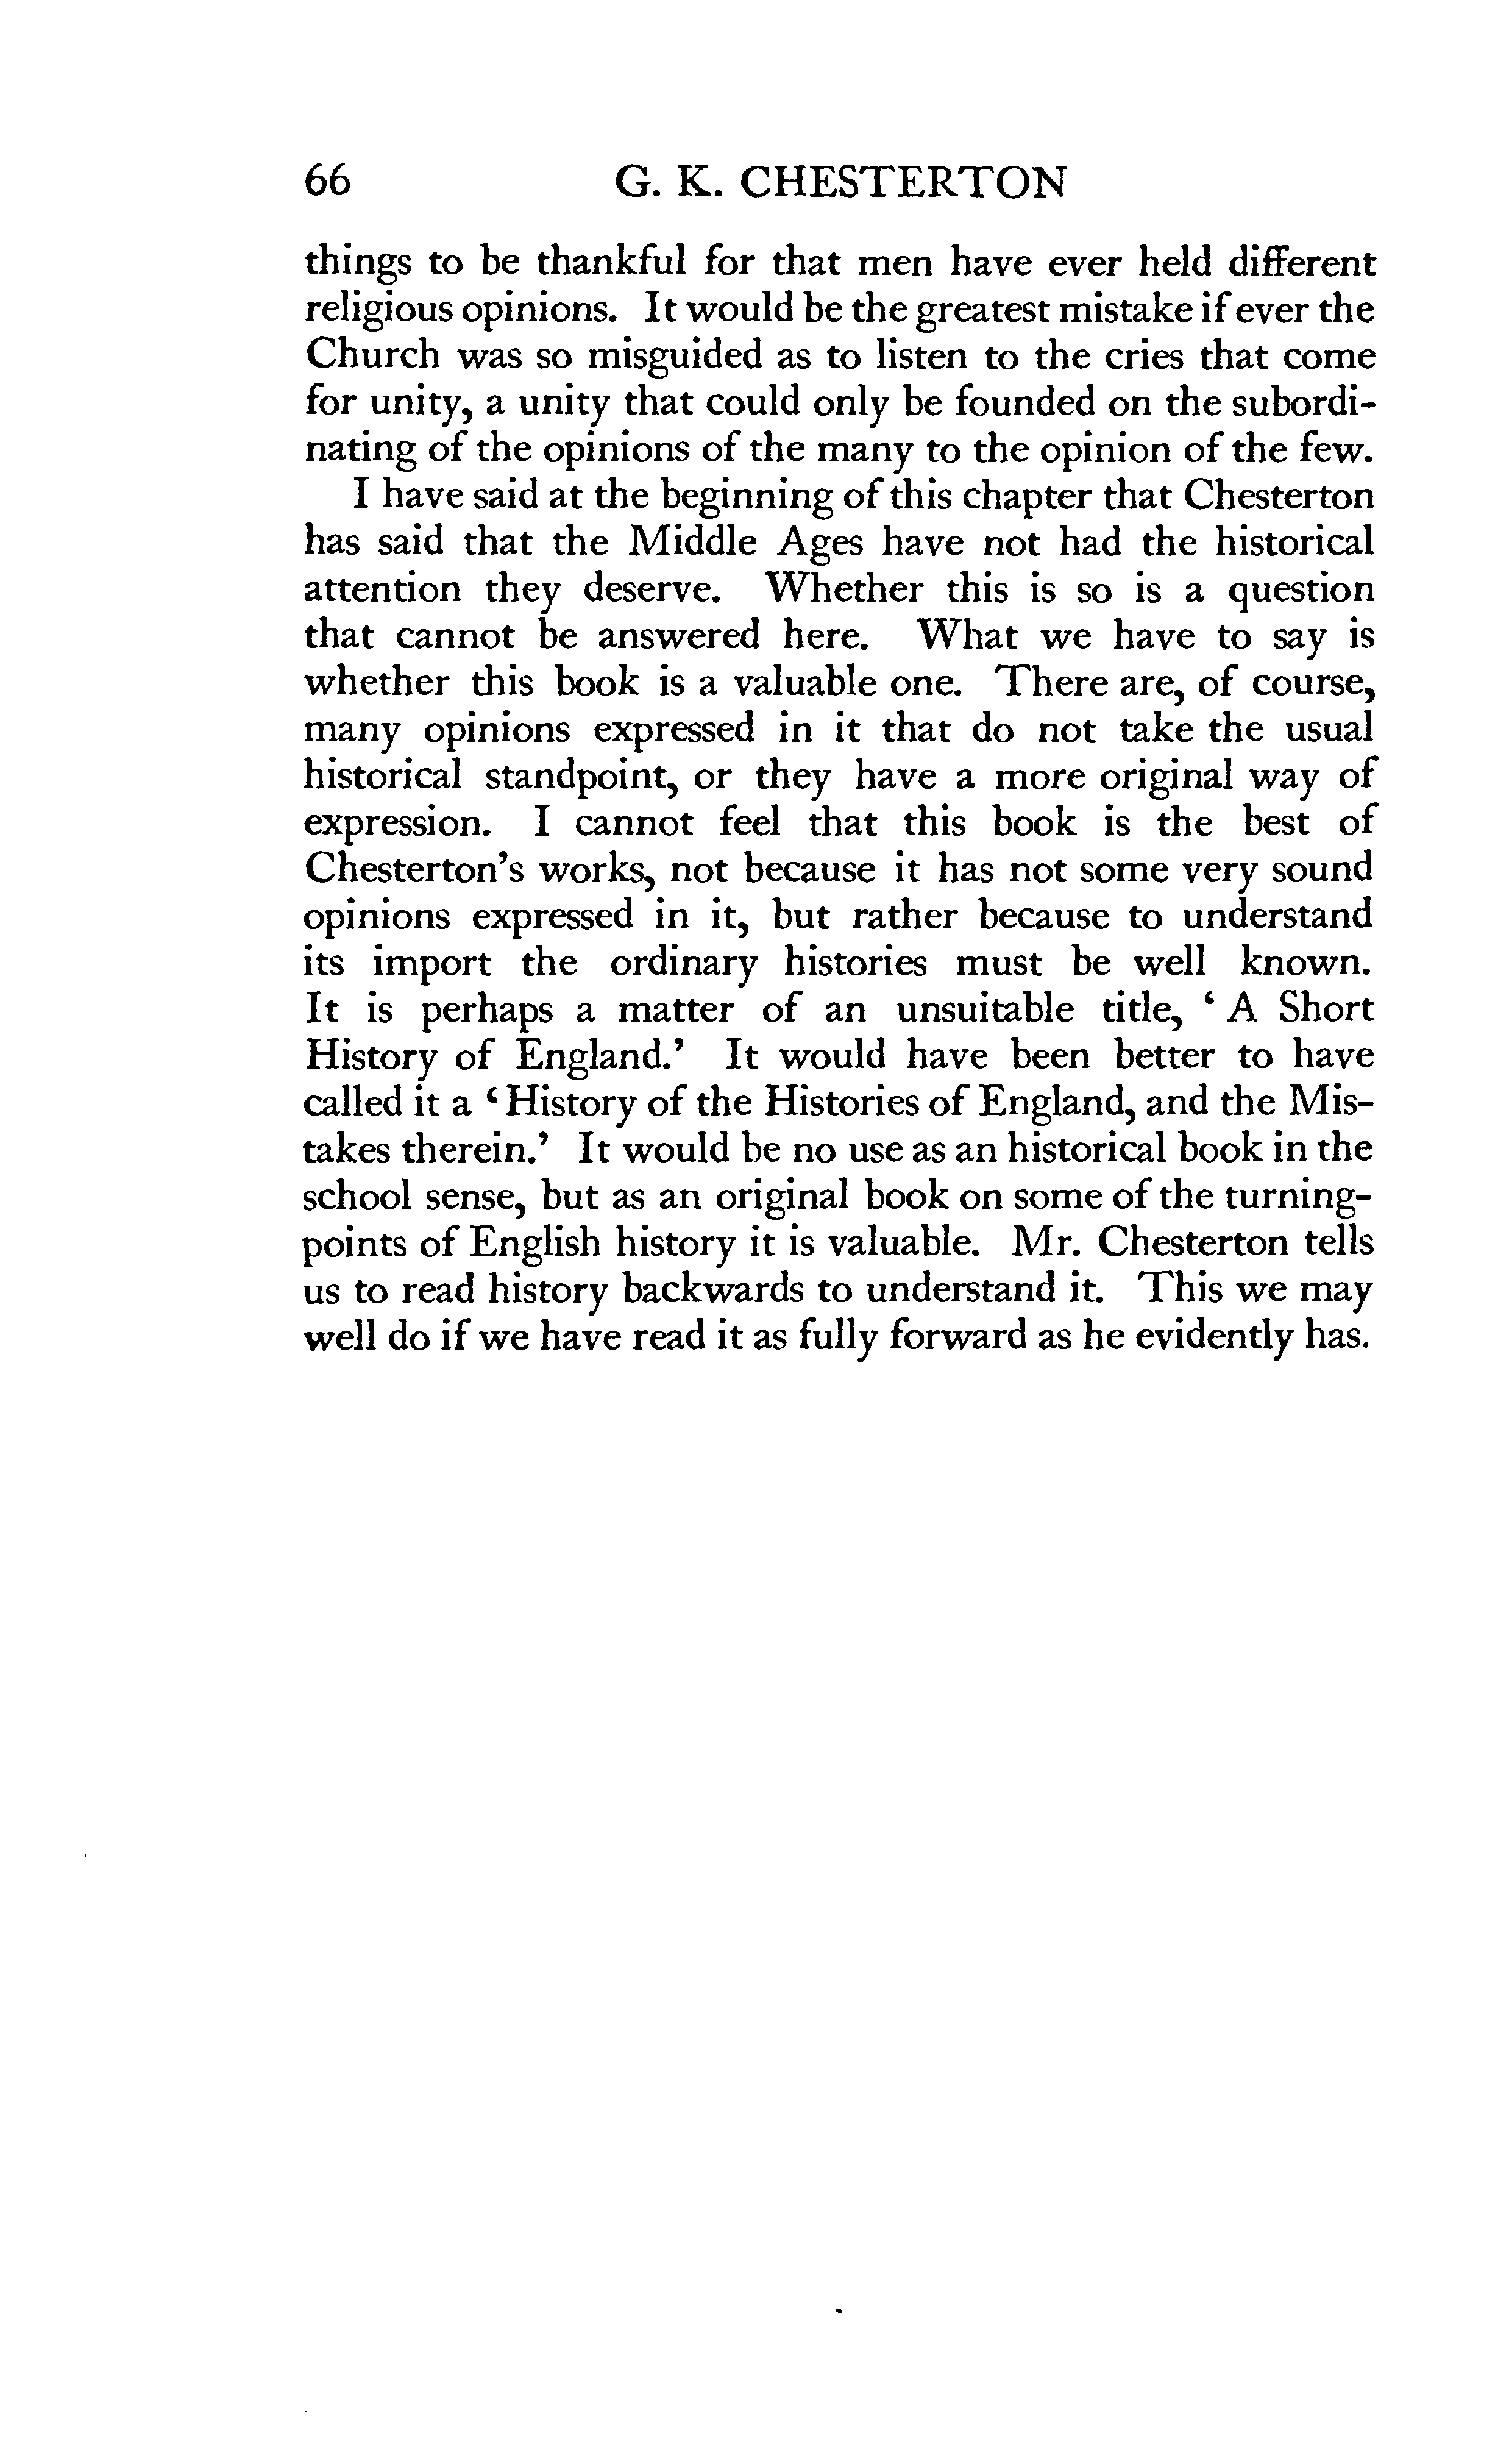 66 G. K. CHESTERTON
things to be thankful for that men have ever held different
religious opinions. It would be the greatest mistake if ever the
Church was so misguided as to listen to the cries that come
for unity, a unity that could only be founded on the subordi-
nating of the opinions of the many to the opinion of the few.
I have said at the beginning of this chapter that Chesterton
has said that the Middle Ages have not had the historical
attention they deserve. Whether this is so is a question
that cannot be answered here. What we have to say is
whether this book is a valuable one. There are, of course,
many opinions expressed in it that do not take the usual
historical standpoint, or they have a more original way of
expression. I cannot feel that this book is the best of
Chesterton's works, not because it has not some very sound
opinions expressed in it, but rather because to understand
its import the ordinary histories must be well known.
It is perhaps a matter of an unsuitable title, ‘ A Short
History of England.’ It would have been better to have
called it a ‘ History of the Histories of England, and the Mis-
takes therein.’ It would be no use as an historical book in the
school sense, but as an original book on some of the turning-
points of English history it is valuable. Mr. Chesterton tells
us to read history backwards to understand it. This we may
well do if we have read it as fully forward as he evidently has.